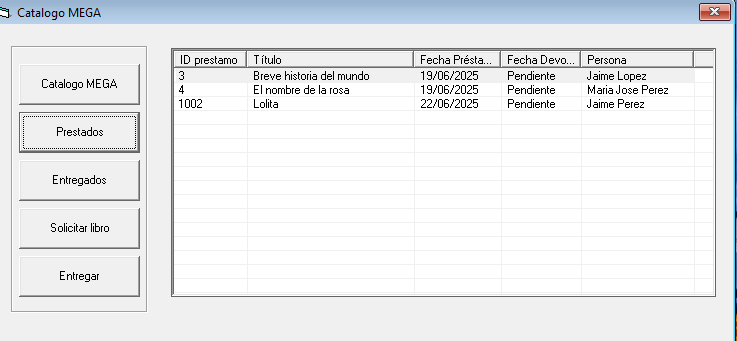 Catalogo MEGA
Catalogo MEGA
Prestados
Entregados
Solicitar libro
Entregar
ID prestamo Título Fecha Présta... Fecha Devo... Persona
3 Breve historia del mundo 19/06/2025 Pendiente Jaime Lopez
4 El nombre de la rosa 19/06/2025 Pendiente Maria Jose Perez
1002 Lolita 22/06/2025 Pendiente Jaime Perez